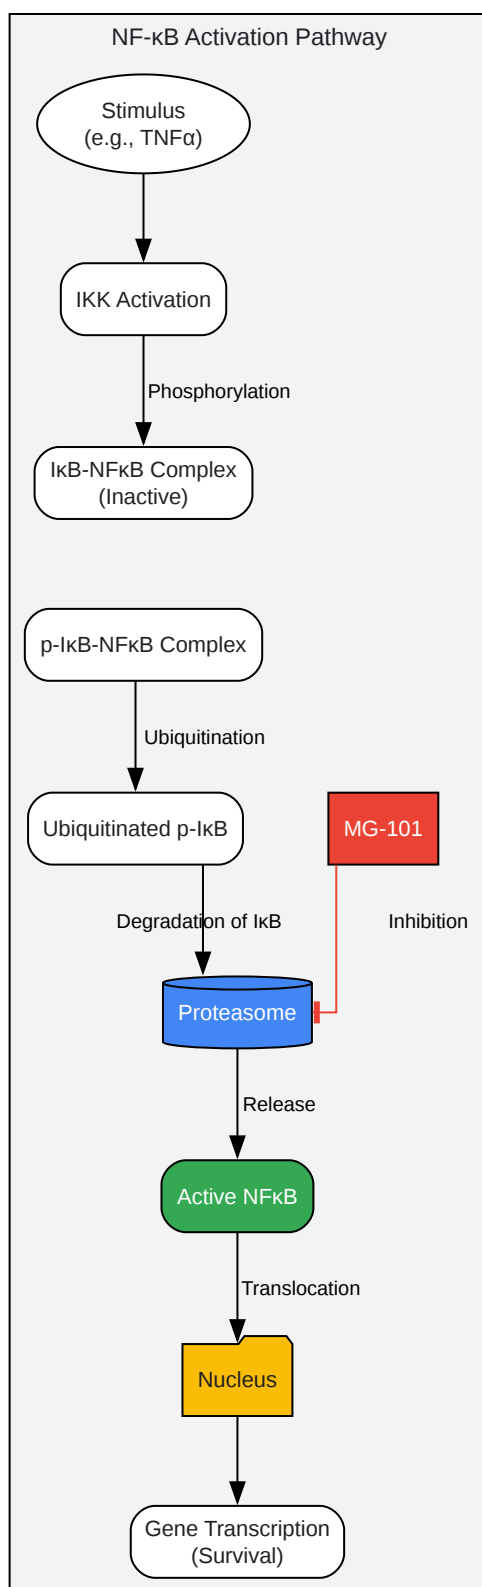 NF-κB Activation Pathway
Stimulus
(e.g., TNFα)
IKK Activation
Phosphorylation
IκB-NFκB Complex
(Inactive)
p-IκB-NFκB Complex
Ubiquitination
Ubiquitinated p-IκB
MG-101
Degradation of IκB
Inhibition
Proteasome
Release
Active NFκB
Translocation
Nucleus
Gene Transcription
(Survival)